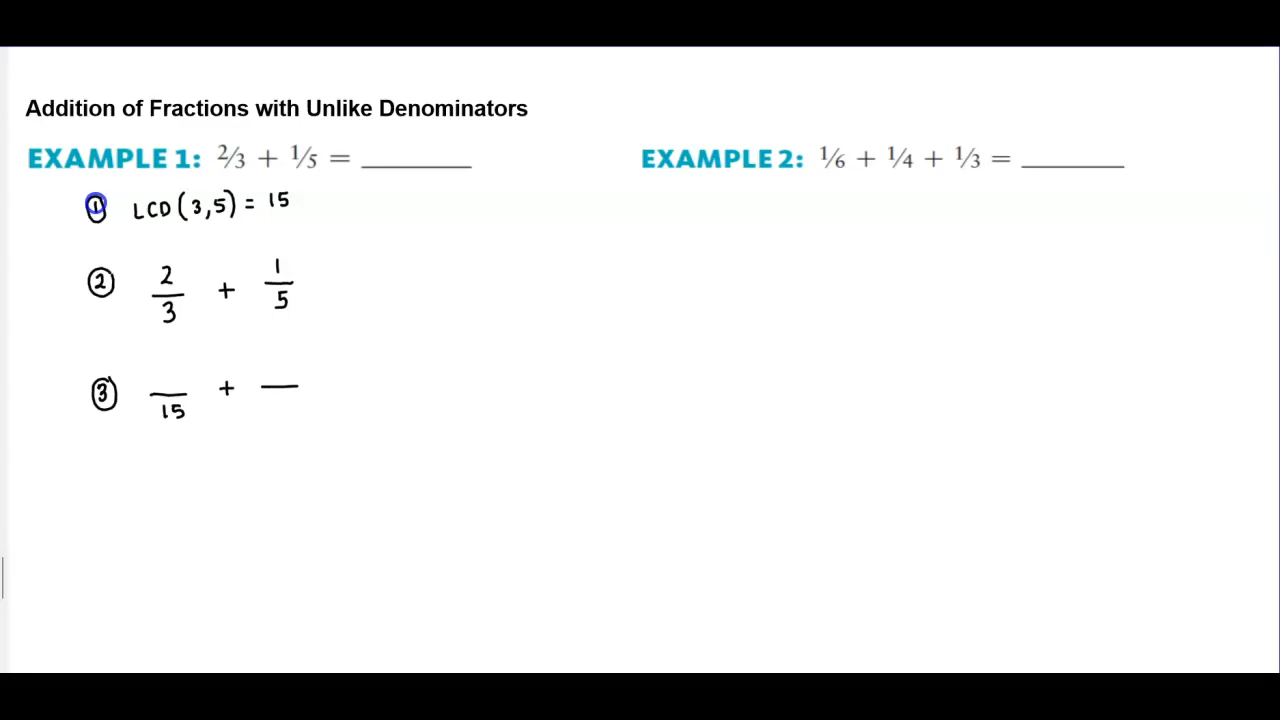 Addition of Fractions with Unlike Denominators
EXAMPLE 1: 2/3 + 1/5 = ________
① LCD(3,5) = 15
② 2/3 + 1/5
③ __/15 + __
EXAMPLE 2: 1/6 + 1/4 + 1/3 = ________